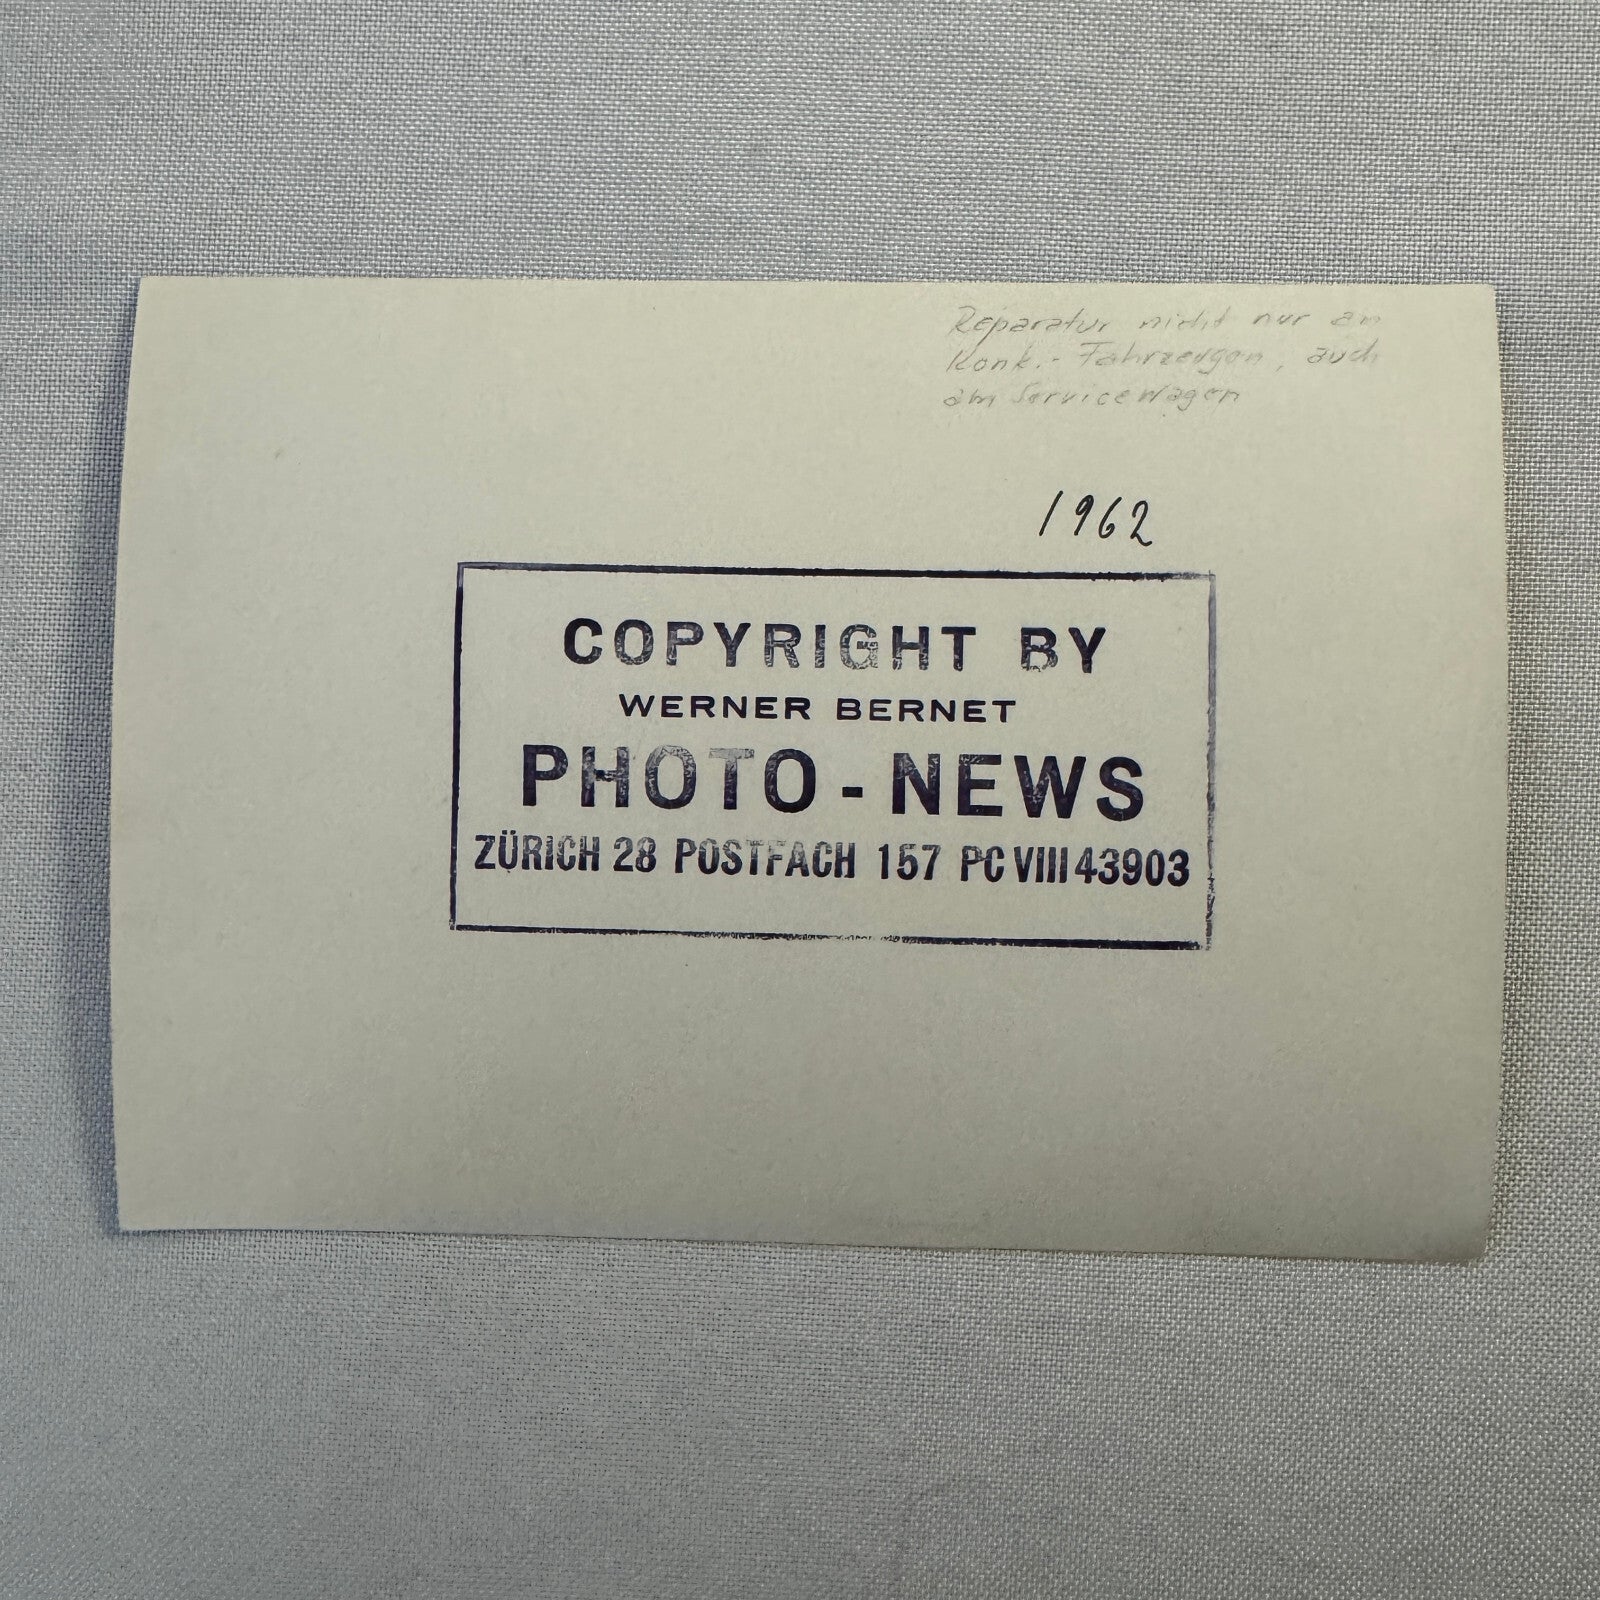 Reparatur nicht nur an
Konk.- Fahrzeugen, auch
am Servicewagen
1962
COPYRIGHT BY
WERNER BERNET
PHOTO - NEWS
ZÜRICH 28 POSTFACH 157 PC VIII 43903